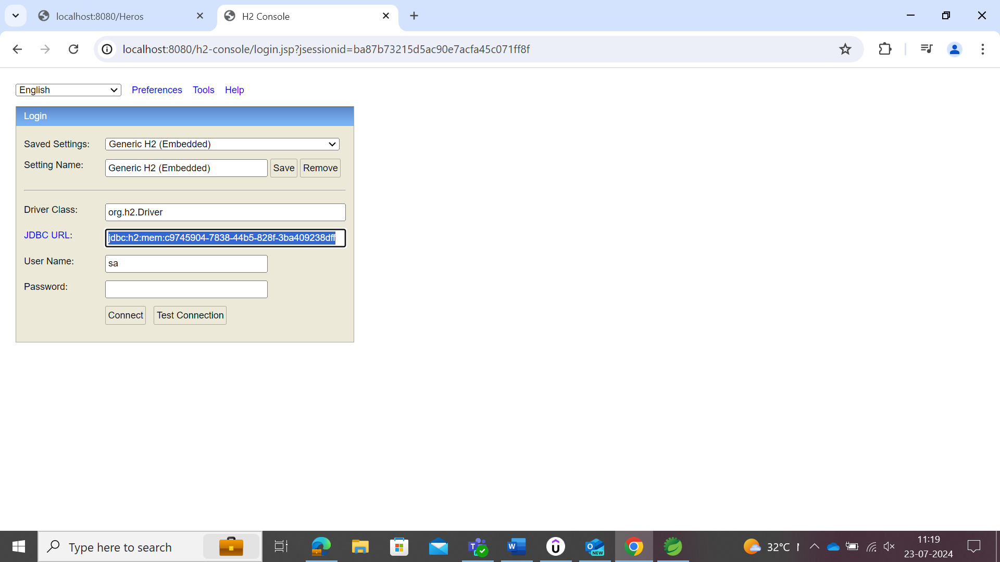 localhost:8080/Heros
H2 Console
localhost:8080/h2-console/login.jsp?jsessionid=ba87b73215d5ac90e7acfa45c071ff8f
English Preferences Tools Help
Login
Saved Settings: Generic H2 (Embedded)
Setting Name: Generic H2 (Embedded) Save Remove
Driver Class: org.h2.Driver
JDBC URL: jdbc:h2:mem:c9745904-7838-44b5-828f-3ba409238dff
User Name: sa
Password:
Connect Test Connection
Type here to search
32°C
11:19
23-07-2024
NEW